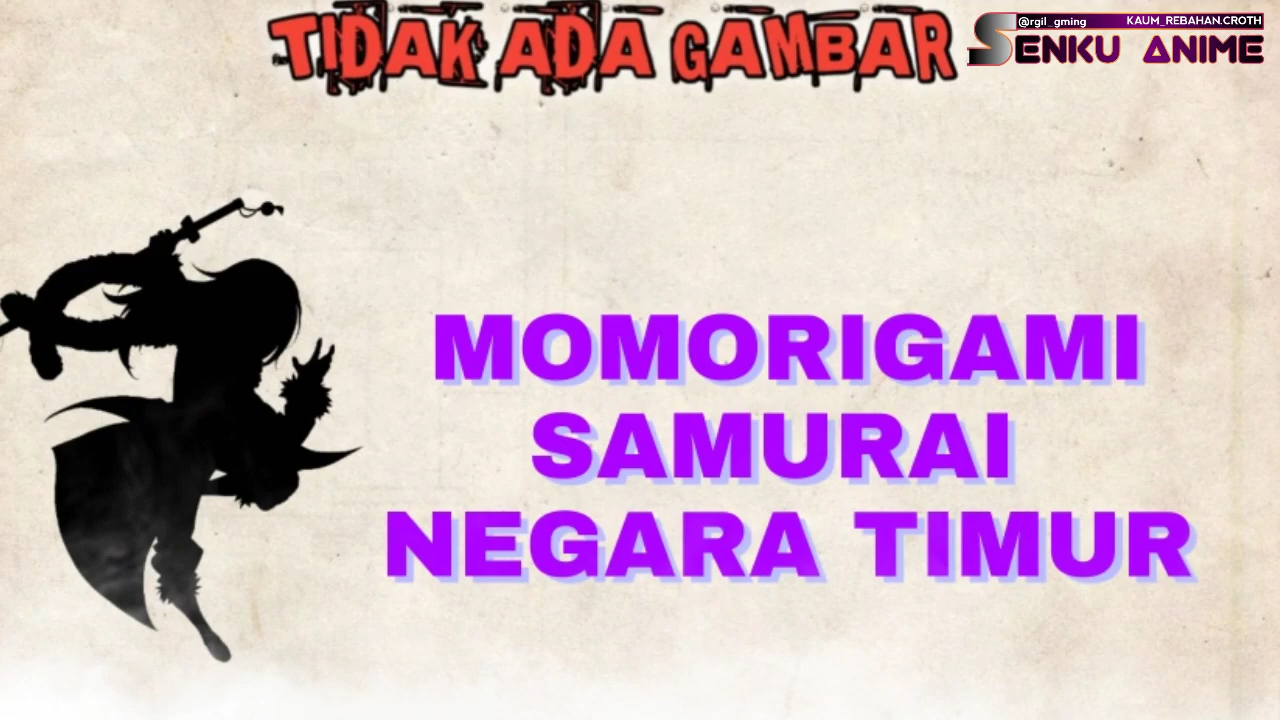 TIDAK ADA GAMBAR
@rgil_gming KAUM_REBAHAN.CROTH
SENKU ANIME
MOMORIGAMI
SAMURAI
NEGARA TIMUR